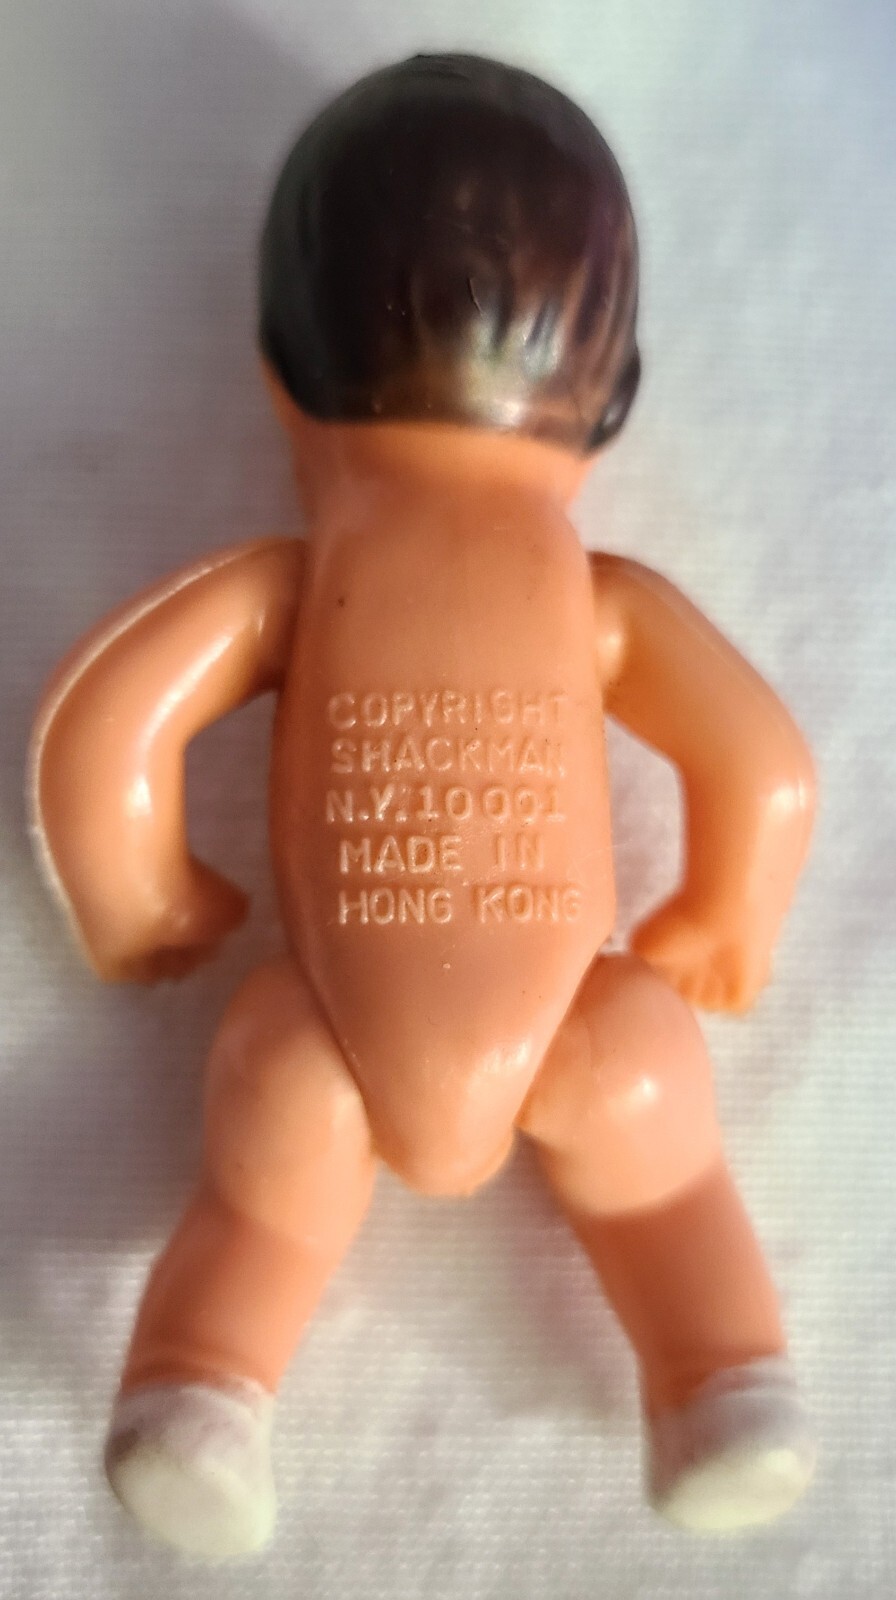 COPYRIGHT
SHACKMAN
N.Y. 10001
MADE IN
HONG KONG